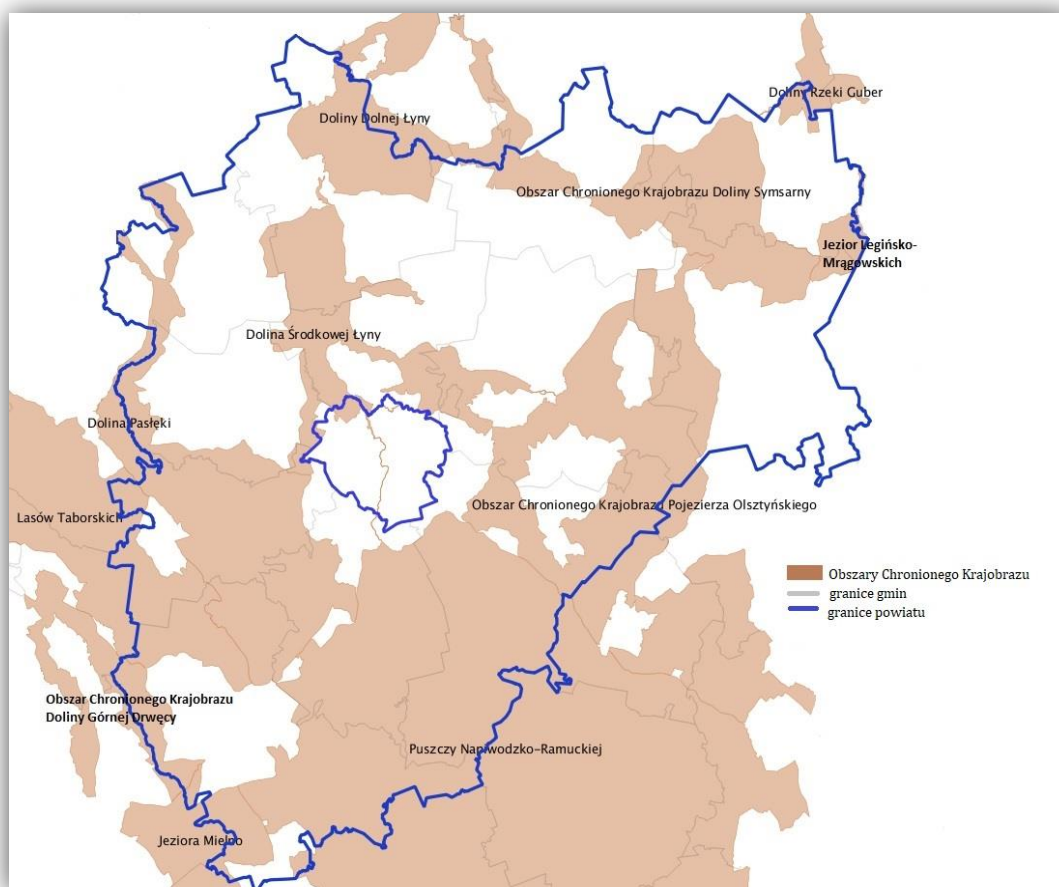 Doliny Rzeki Guber
Doliny Dolnej Łyny
Obszar Chronionego Krajobrazu Doliny Symsarny
Jezior Legińsko-
Mrągowskich
Dolina Środkowej Łyny
Dolina Pasłęki
Obszar Chronionego Krajobrazu Pojezierza Olsztyńskiego
Lasów Taborskich
Obszary Chronionego Krajobrazu
granice gmin
granice powiatu
Obszar Chronionego Krajobrazu
Doliny Górnej Drwęcy
Puszczy Napiwodzko-Ramuckiej
Jeziora Mielno